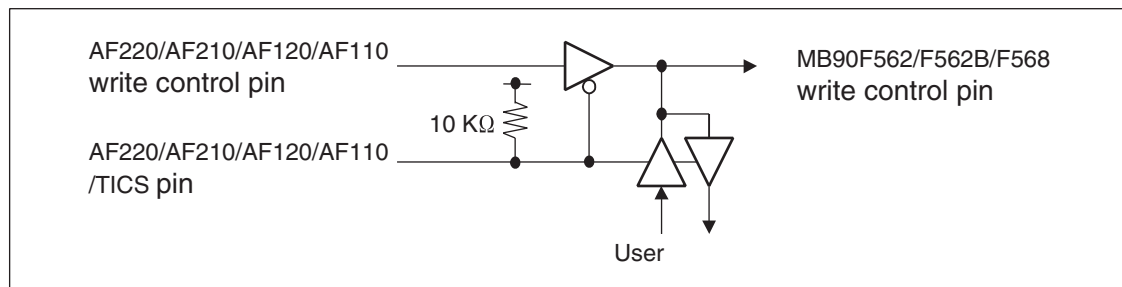 AF220/AF210/AF120/AF110
write control pin
MB90F562/F562B/F568
write control pin
10 KΩ
AF220/AF210/AF120/AF110
/TICS pin
User